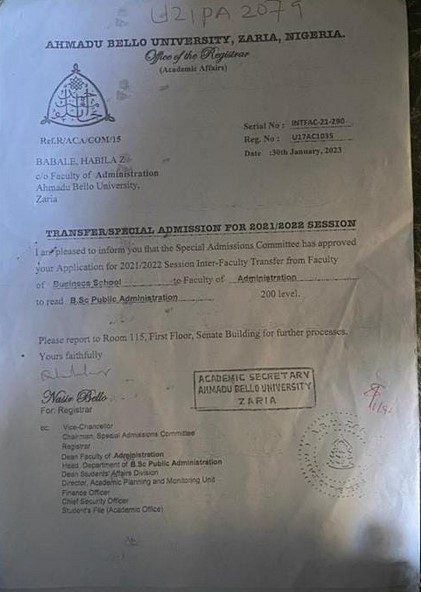 U21PA2079
AHMADU BELLO UNIVERSITY, ZARIA, NIGERIA.
Office of the Registrar
(Academic Affairs)
Ref.R/ACA/COM/15
Serial No : INTFAC-21-290
Reg. No : U17AC1035
Date :30th January, 2023
BABALE, HABILA Z
c/o Faculty of Administration
Ahmadu Bello University,
Zaria
TRANSFER/SPECIAL ADMISSION FOR 2021/2022 SESSION
I am pleased to inform you that the Special Admissions Committee has approved
your Application for 2021/2022 Session Inter-Faculty Transfer from Faculty
of Business School to Faculty of Administration
to read B.Sc Public Administration 200 level.
Please report to Room 115, First Floor, Senate Building for further processes.
Yours faithfully
Nasir Bello
For: Registrar
ACADEMIC SECRETARY
AHMADU BELLO UNIVERSITY
ZARIA
cc. Vice-Chancellor
Chairman, Special Admissions Committee
Registrar
Dean Faculty of Administration
Head, Department of B.Sc Public Administration
Dean Students' Affairs Division
Director, Academic Planning and Monitoring Unit
Finance Officer
Chief Security Officer
Student's File (Academic Office)